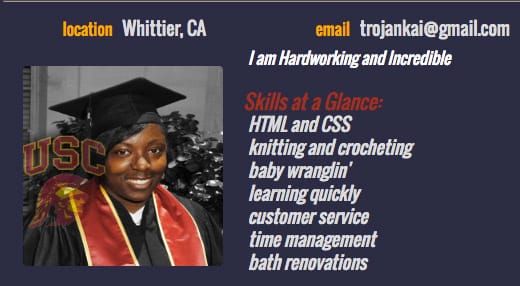 location Whittier, CA email trojankai@gmail.com
I am Hardworking and Incredible
Skills at a Glance:
HTML and CSS
knitting and crocheting
USC
baby wranglin'
learning quickly
customer service
time management
bath renovations